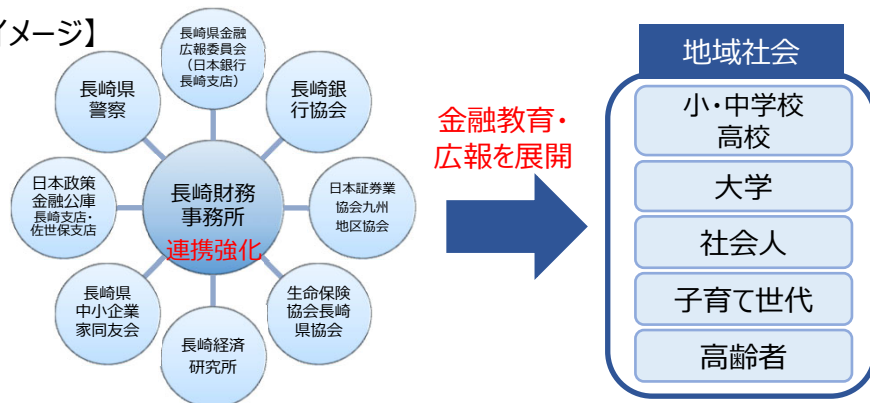 イメージ】
長崎県金融
広報委員会
（日本銀行
長崎支店）
長崎銀
行協会
日本証券業
協会九州
地区協会
生命保険
協会長崎
県協会
長崎経済
研究所
長崎県
中小企業
家同友会
日本政策
金融公庫
長崎支店・
佐世保支店
長崎県
警察
長崎財務
事務所
連携強化
金融教育・
広報を展開
地域社会
小・中学校
高校
大学
社会人
子育て世代
高齢者